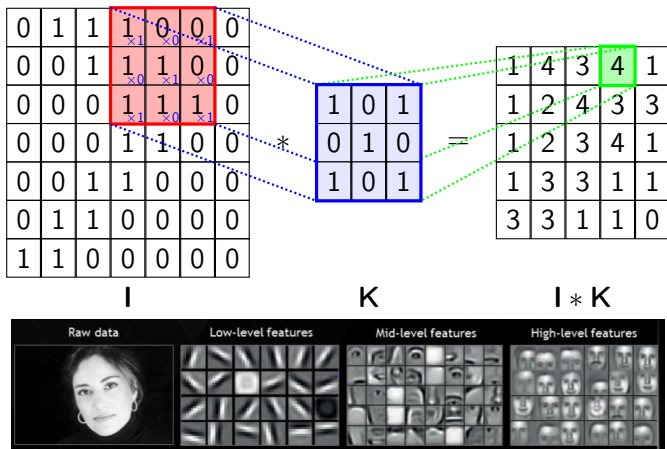 0 1 1 1×1 0×0 0×1 0
0 0 1 1×0 1×1 0×0 0
0 0 0 1×1 1×0 1×1 0
0 0 0 1 1 0 0
0 0 1 1 0 0 0
0 1 1 0 0 0 0
1 1 0 0 0 0 0
I
*
1 0 1
0 1 0
1 0 1
K
=
1 4 3 4 1
1 2 4 3 3
1 2 3 4 1
1 3 3 1 1
3 3 1 1 0
I * K
Raw data
Low-level features
Mid-level features
High-level features